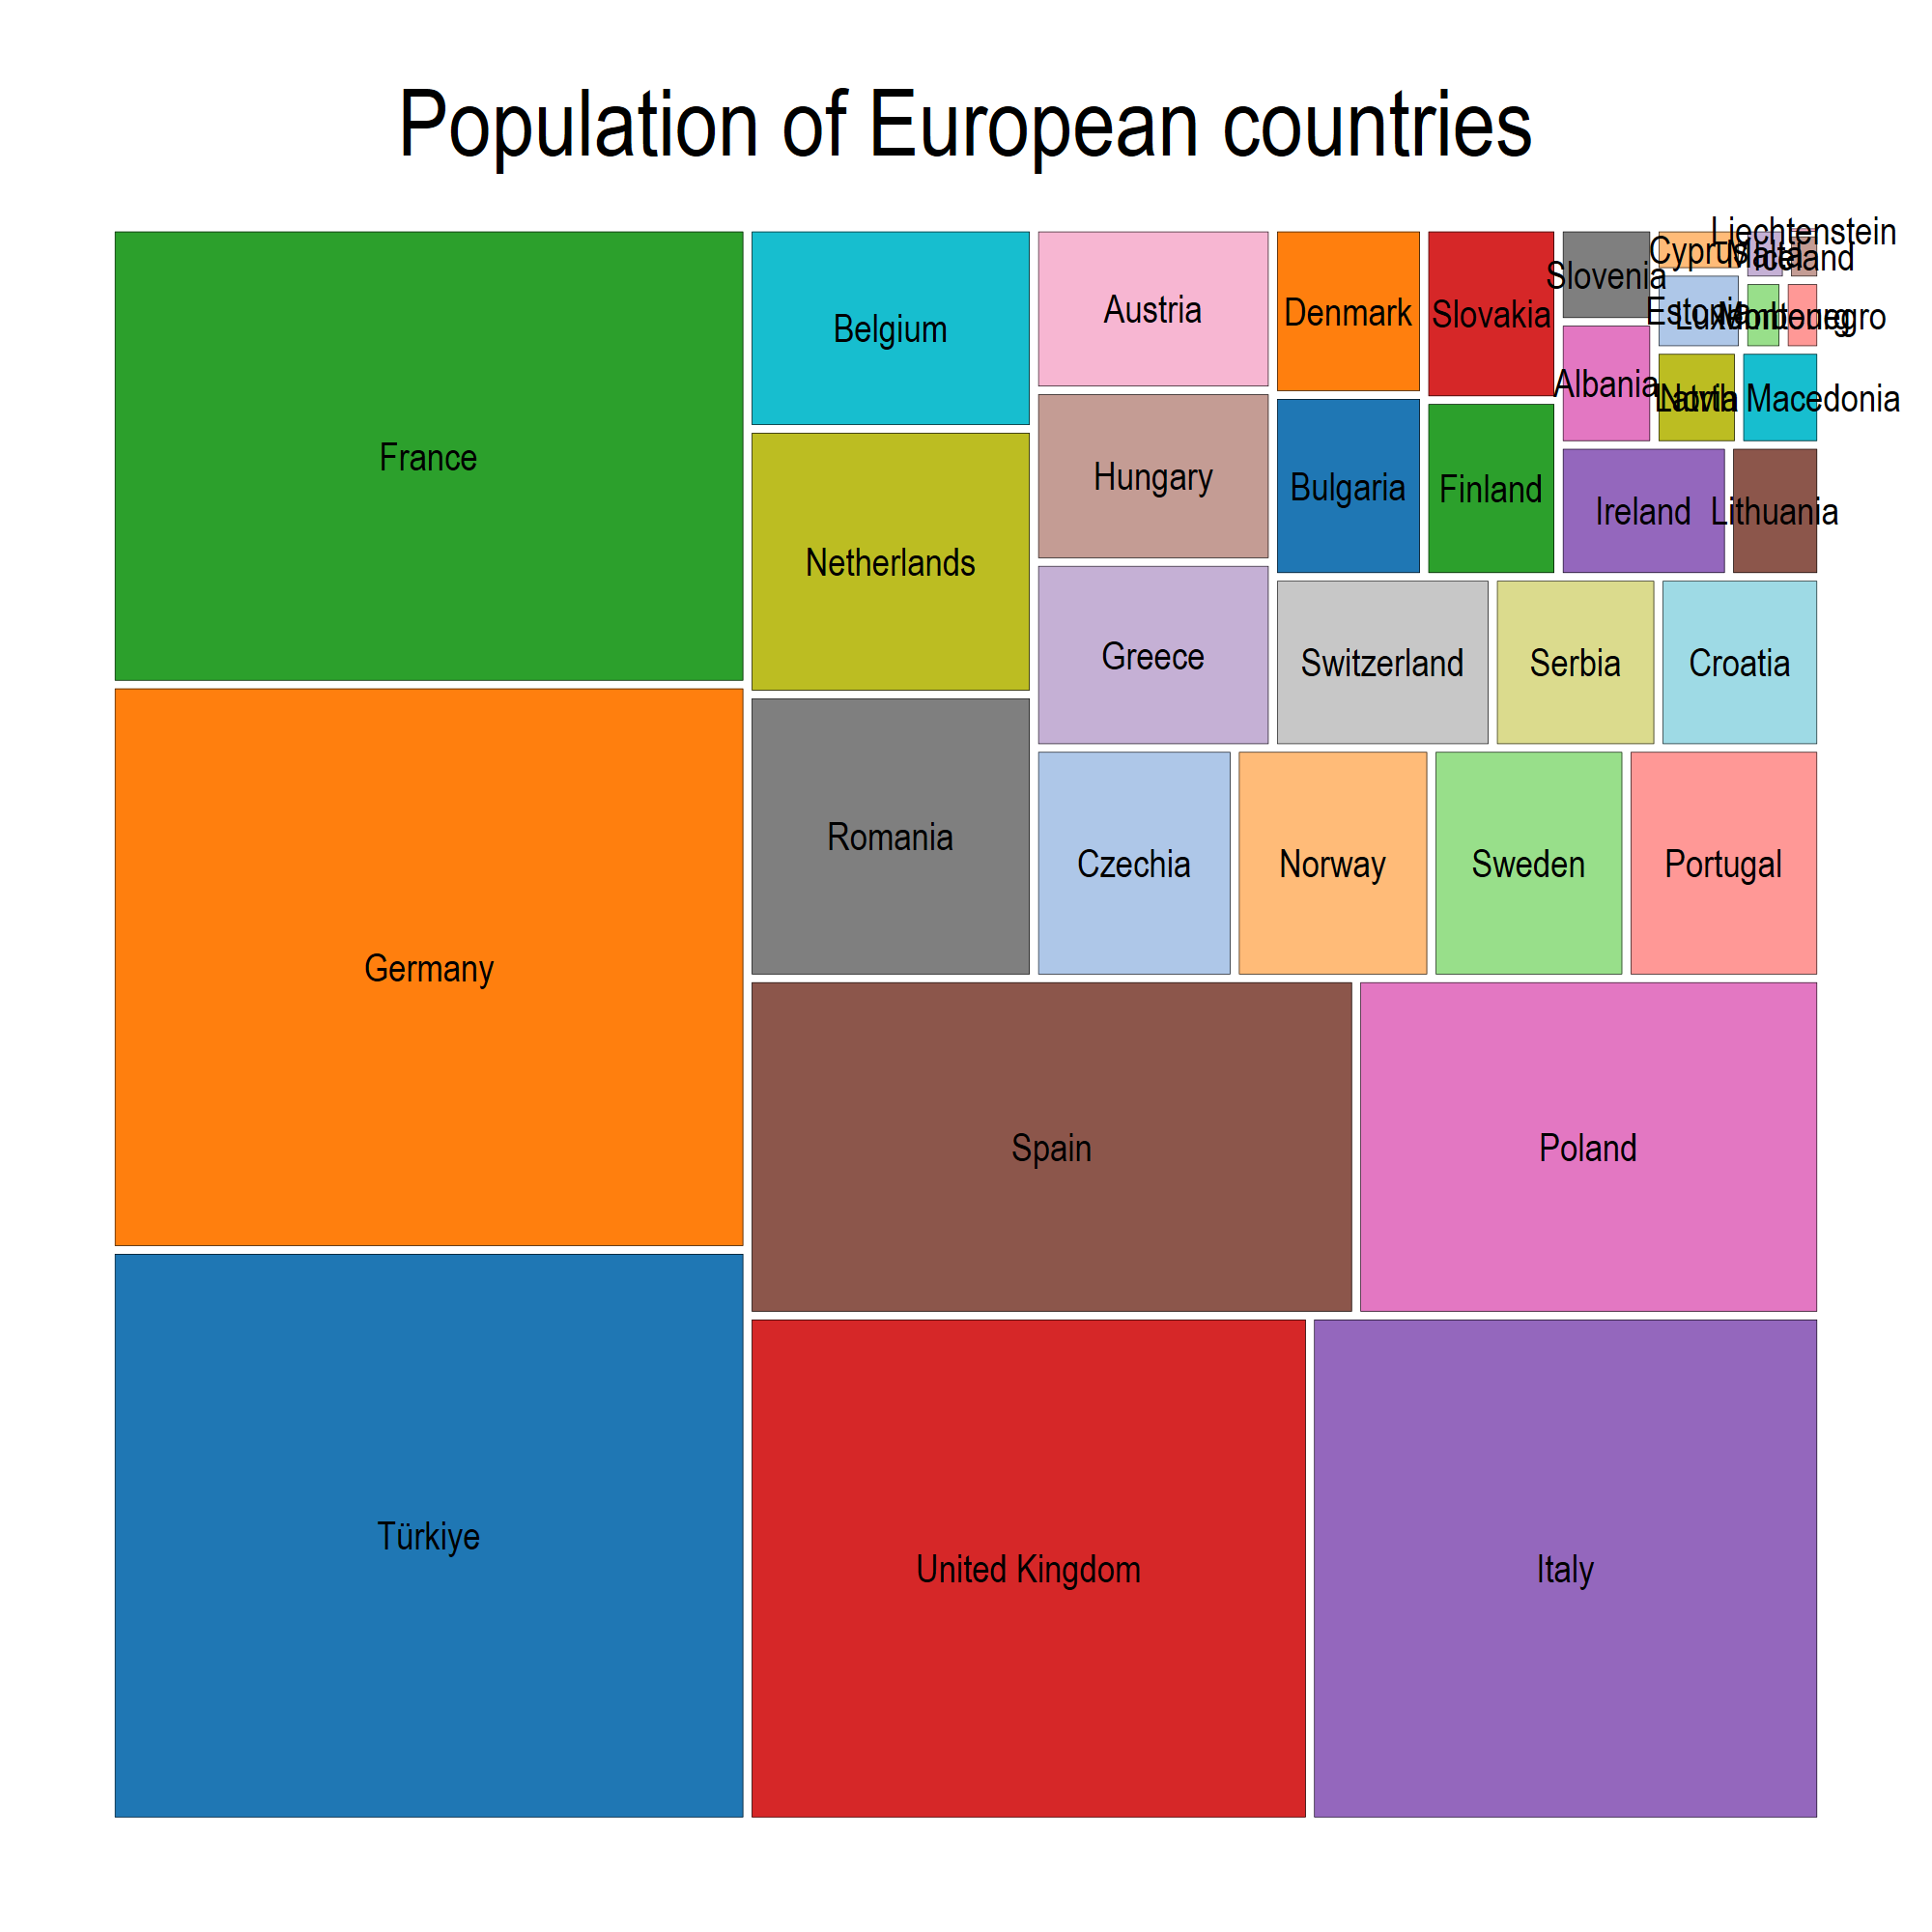 Population of European countries
Liechtenstein
Cyprus
Malta
Iceland
Slovenia
Estonia
Luxembourg
Montenegro
Austria
Denmark
Slovakia
Belgium
Albania
Latvia
North Macedonia
France
Hungary
Bulgaria
Finland
Ireland
Lithuania
Netherlands
Greece
Switzerland
Serbia
Croatia
Romania
Czechia
Norway
Sweden
Portugal
Germany
Spain
Poland
Türkiye
United Kingdom
Italy